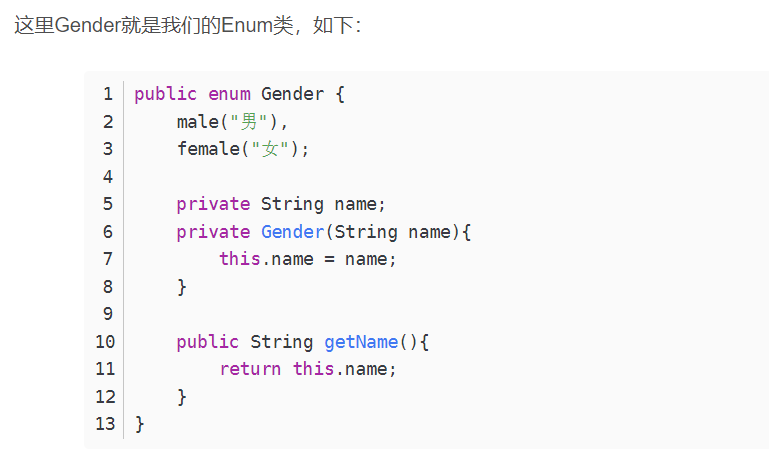 这里Gender就是我们的Enum类，如下：
1 public enum Gender {
2     male("男"),
3     female("女");
4
5     private String name;
6     private Gender(String name){
7         this.name = name;
8     }
9
10     public String getName(){
11         return this.name;
12     }
13 }